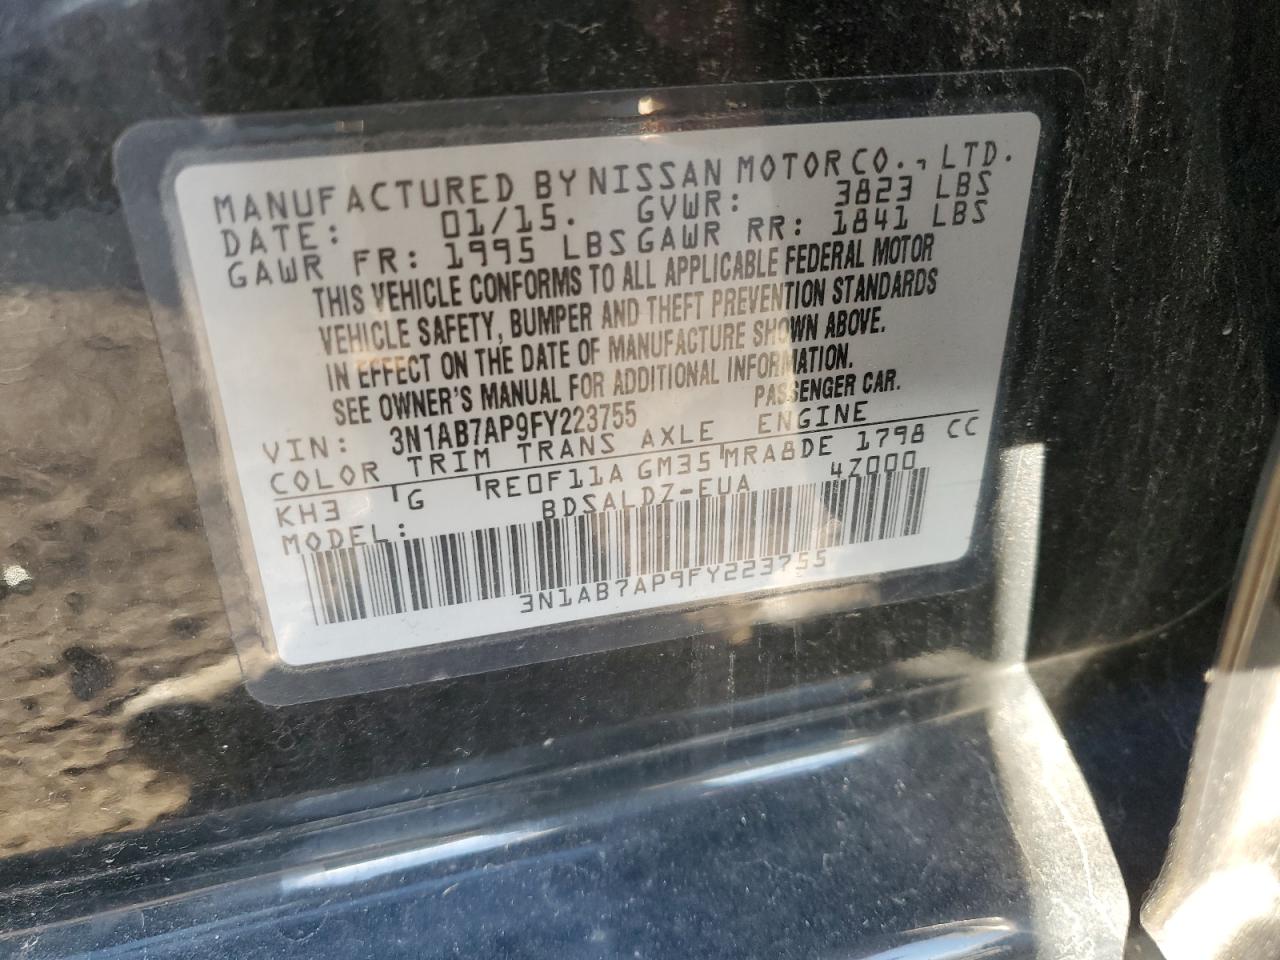 MANUFACTURED BY NISSAN MOTOR CO., LTD.
DATE: 01/15. GVWR: 3823 LBS
GAWR FR: 1995 LBS GAWR RR: 1841 LBS
THIS VEHICLE CONFORMS TO ALL APPLICABLE FEDERAL MOTOR
VEHICLE SAFETY, BUMPER AND THEFT PREVENTION STANDARDS
IN EFFECT ON THE DATE OF MANUFACTURE SHOWN ABOVE.
SEE OWNER'S MANUAL FOR ADDITIONAL INFORMATION.
VIN: 3N1AB7AP9FY223755 PASSENGER CAR.
COLOR TRIM TRANS AXLE ENGINE
KH3 G RE0F11A GM35 MRA8DE 1798 CC
MODEL: BDSALDZ-EUA 4Z000
3N1AB7AP9FY223755